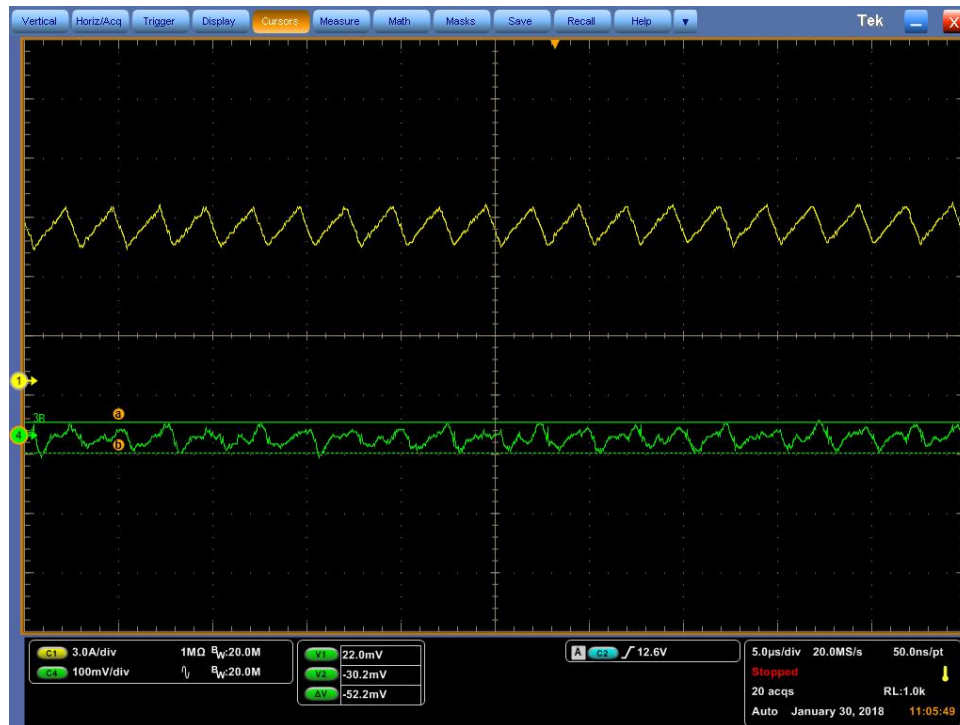 Vertical Horiz/Acq Trigger Display Cursors Measure Math Masks Save Recall Help Tek X
1
3B
a
4
b
C1 3.0A/div 1MΩ BW:20.0M
C4 100mV/div BW:20.0M
V1 22.0mV
V2 -30.2mV
ΔV -52.2mV
A C2 12.6V
5.0µs/div 20.0MS/s 50.0ns/pt
Stopped
20 acqs RL:1.0k
Auto January 30, 2018 11:05:49